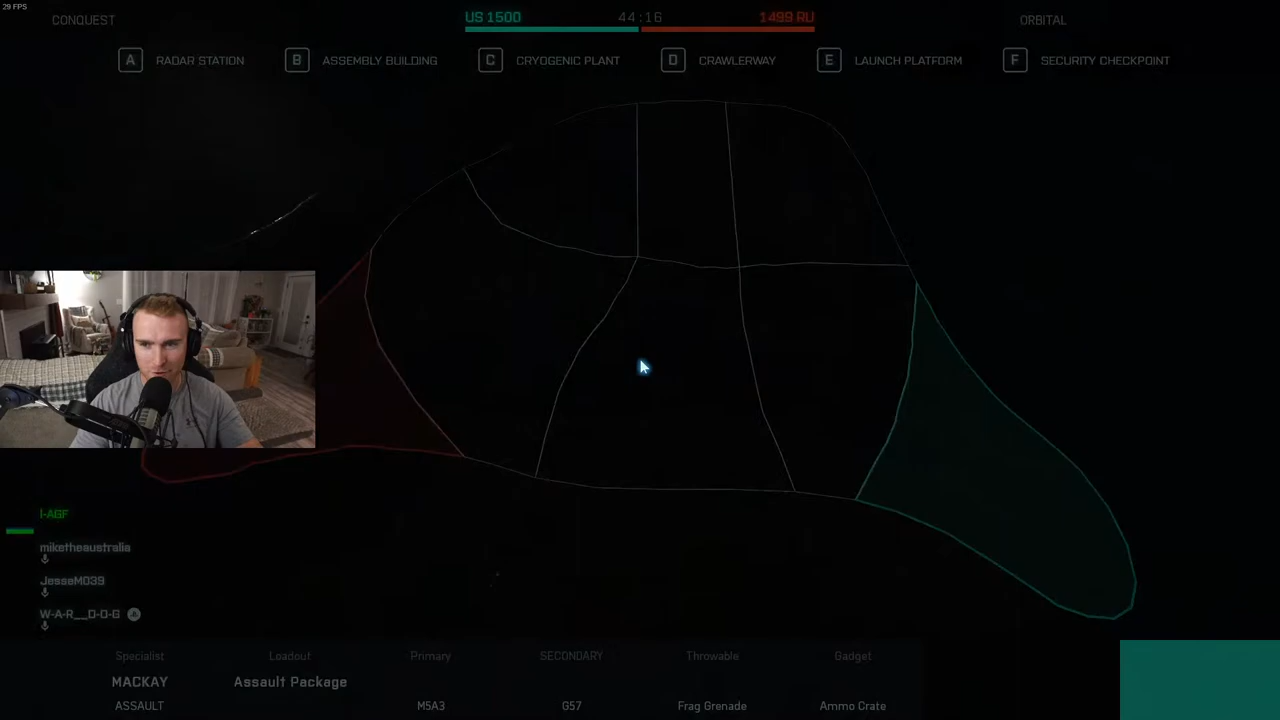 29 FPS
CONQUEST
US 1500 44:16 1499 RU
ORBITAL
A RADAR STATION B ASSEMBLY BUILDING C CRYOGENIC PLANT D CRAWLERWAY E LAUNCH PLATFORM F SECURITY CHECKPOINT
I-AGF
miketheaustralia
JesseM039
W-A-R__D-O-G
Specialist Loadout Primary SECONDARY Throwable Gadget
MACKAY Assault Package
ASSAULT M5A3 G57 Frag Grenade Ammo Crate